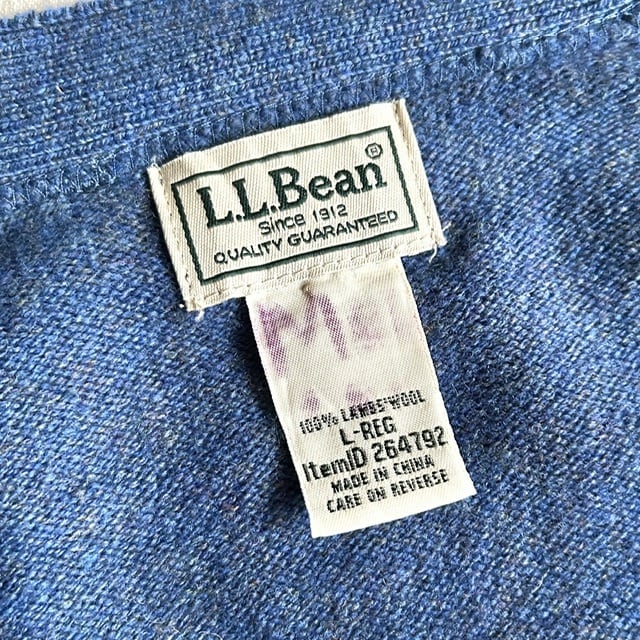 L.L.Bean®
Since 1912
QUALITY GUARANTEED
100% LAMBS'WOOL
L-REG
ItemID 264792
MADE IN CHINA
CARE ON REVERSE